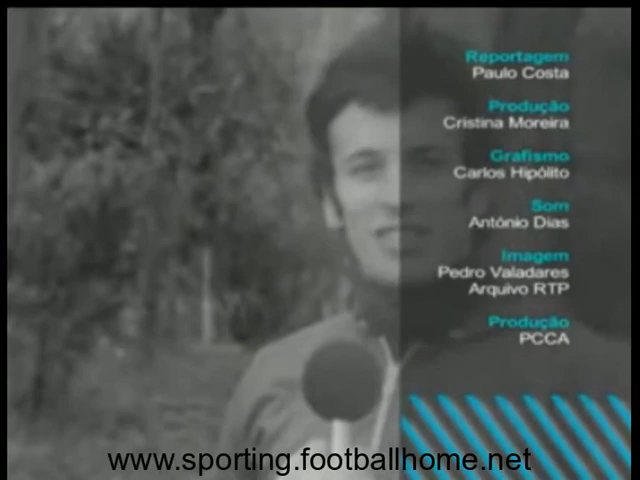 Reportagem
Paulo Costa
Produção
Cristina Moreira
Grafismo
Carlos Hipólito
Som
António Dias
Imagem
Pedro Valadares
Arquivo RTP
Produção
PCCA
www.sporting.footballhome.net